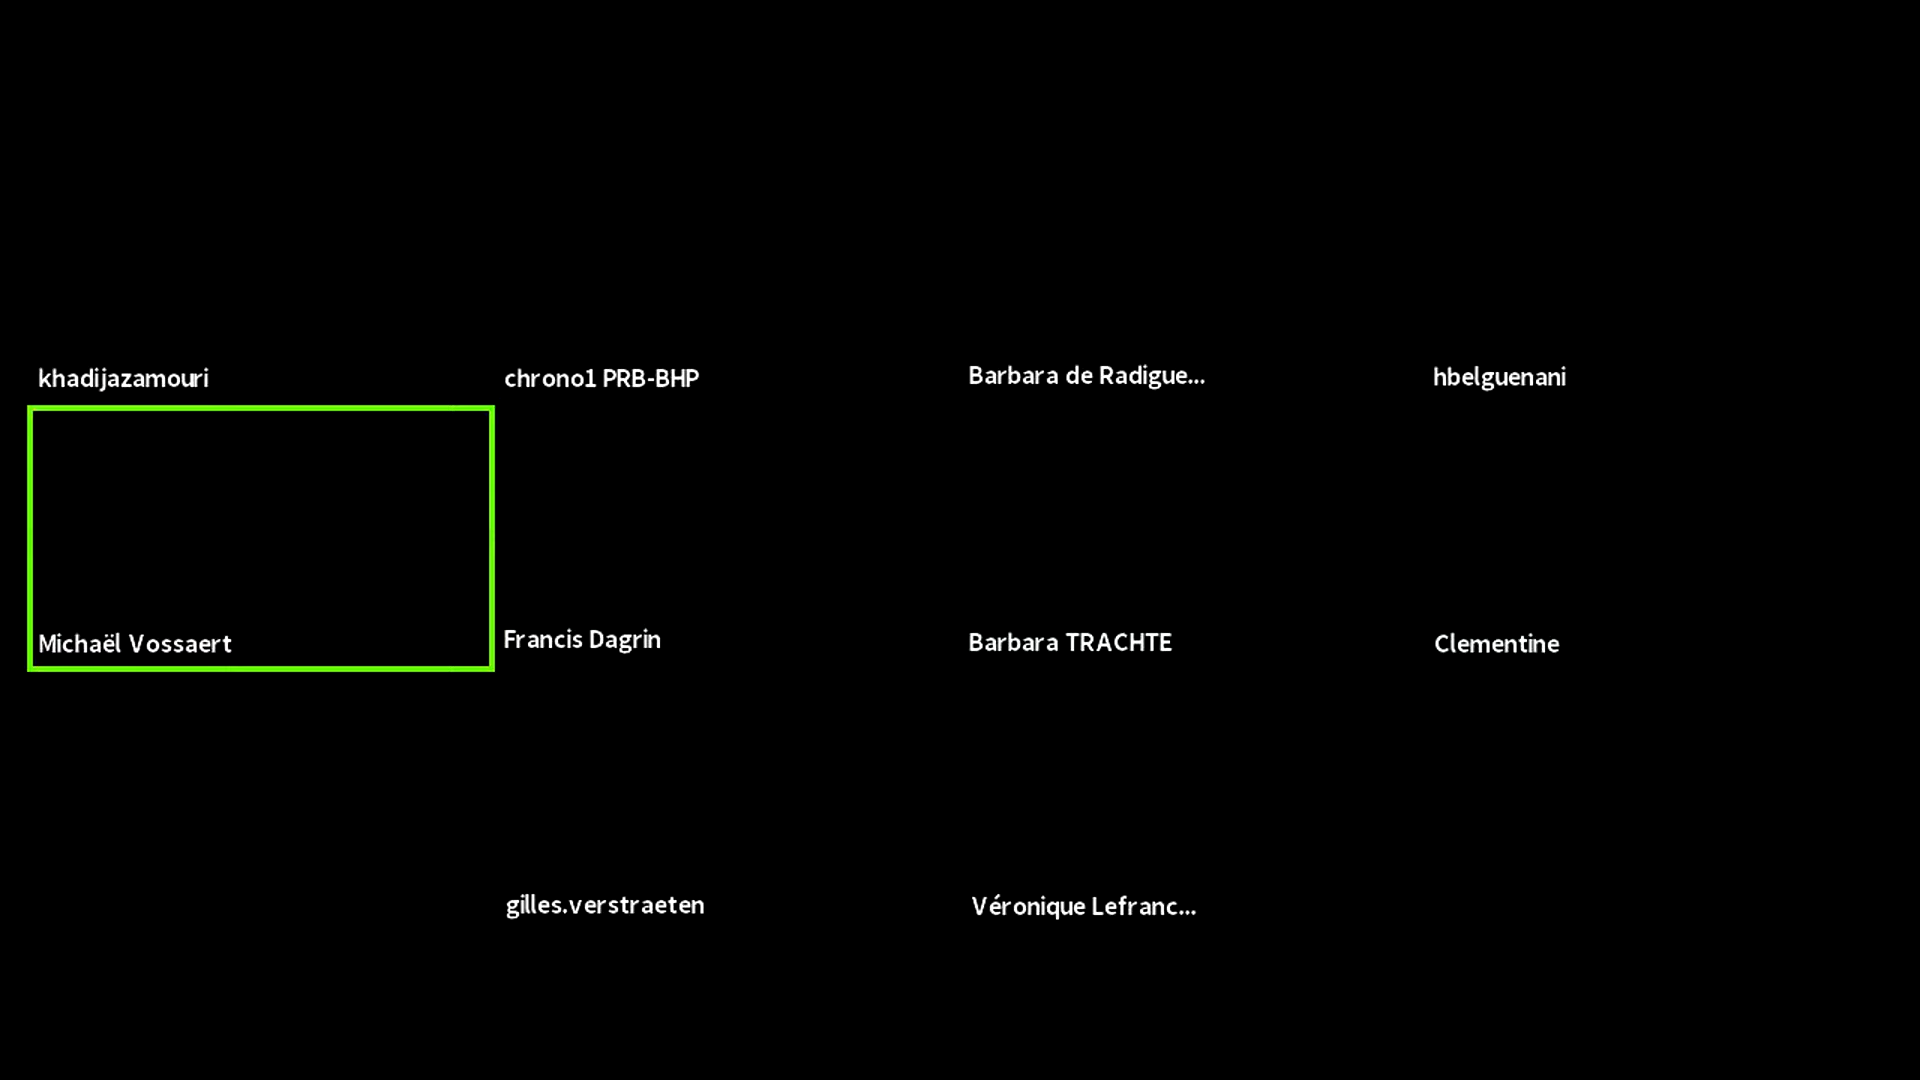 khadijazamouri
chrono1 PRB-BHP
Barbara de Radigue...
hbelguenani
Michaël Vossaert
Francis Dagrin
Barbara TRACHTE
Clementine
gilles.verstraeten
Véronique Lefranc...